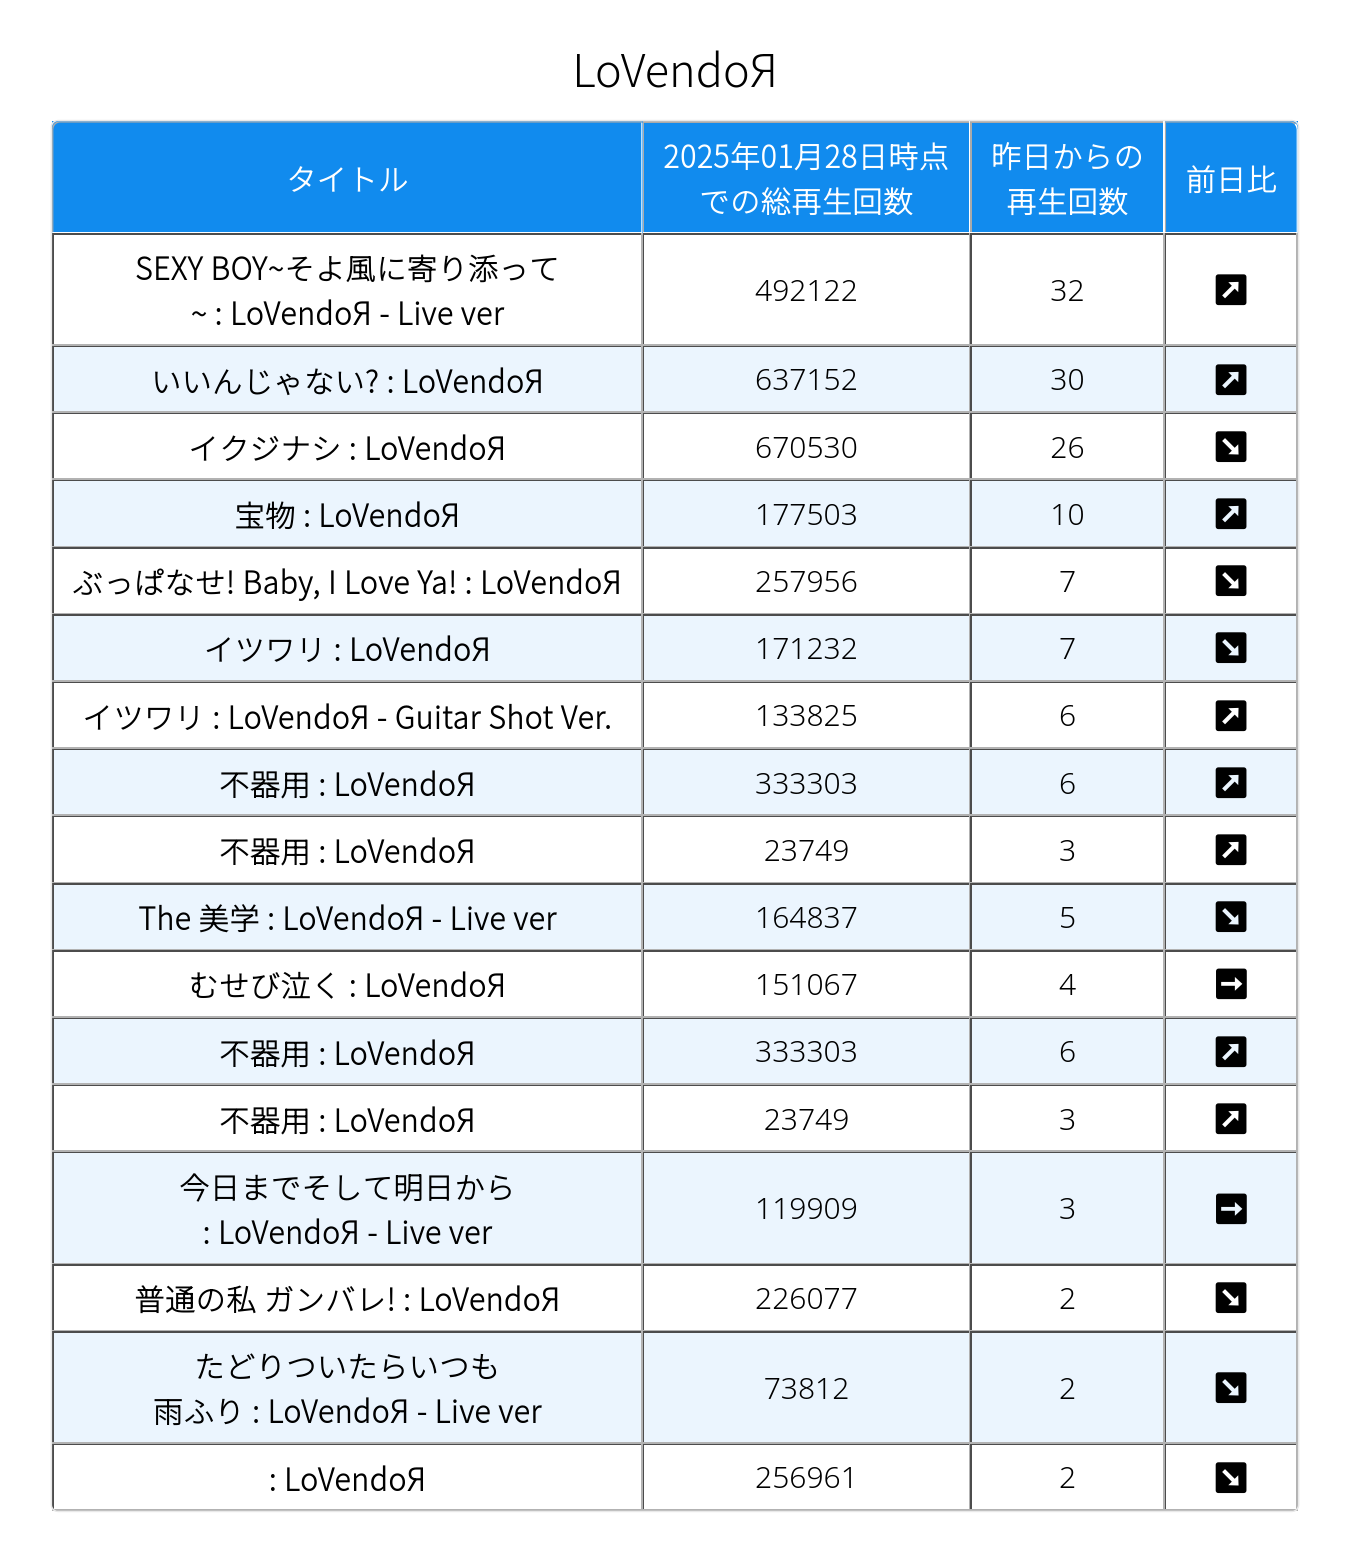 LoVendoЯ
タイトル
2025年01月28日時点
での総再生回数
昨日からの
再生回数
前日比
SEXY BOY~そよ風に寄り添って
~ : LoVendoЯ - Live ver
492122
32
いいんじゃない? : LoVendoЯ
637152
30
イクジナシ : LoVendoЯ
670530
26
宝物 : LoVendoЯ
177503
10
ぶっぱなせ! Baby, I Love Ya! : LoVendoЯ
257956
7
イツワリ : LoVendoЯ
171232
7
イツワリ : LoVendoЯ - Guitar Shot Ver.
133825
6
不器用 : LoVendoЯ
333303
6
不器用 : LoVendoЯ
23749
3
The 美学 : LoVendoЯ - Live ver
164837
5
むせび泣く : LoVendoЯ
151067
4
不器用 : LoVendoЯ
333303
6
不器用 : LoVendoЯ
23749
3
今日までそして明日から
: LoVendoЯ - Live ver
119909
3
普通の私 ガンバレ! : LoVendoЯ
226077
2
たどりついたらいつも
雨ふり : LoVendoЯ - Live ver
73812
2
: LoVendoЯ
256961
2